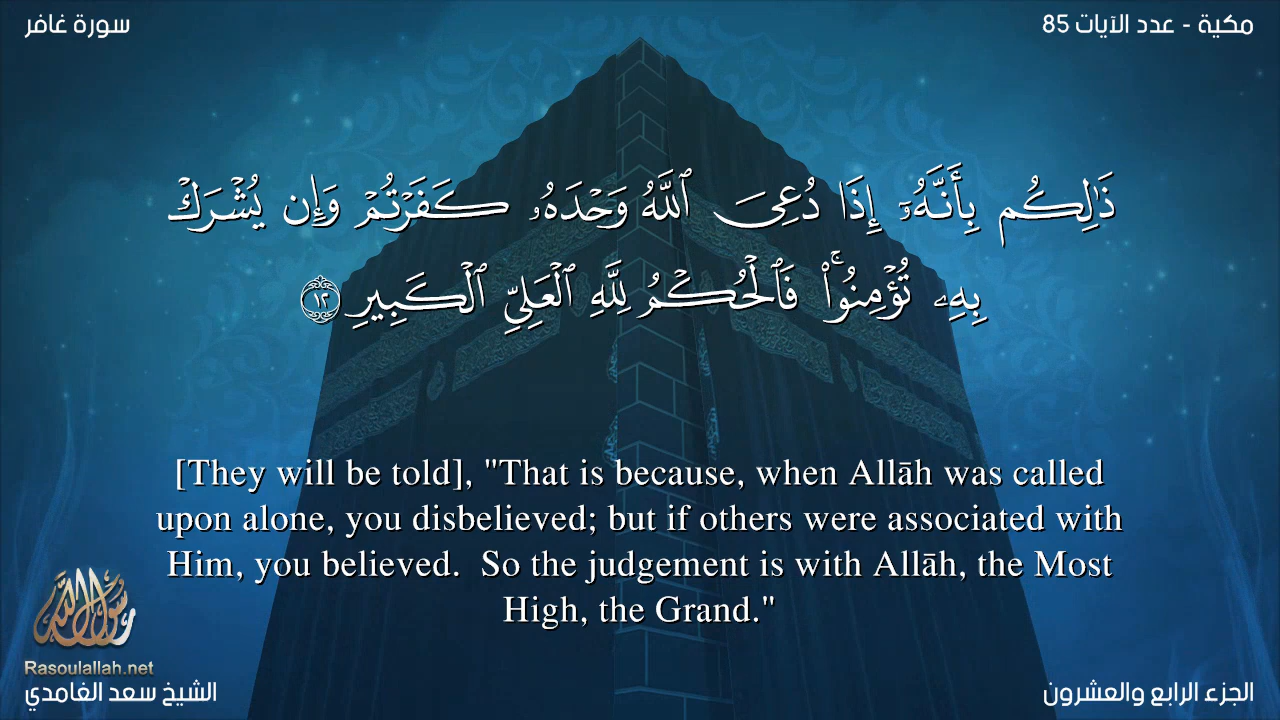 سورة غافر
مكية - عدد الآيات 85
ذَٰلِكُم بِأَنَّهُۥٓ إِذَا دُعِىَ ٱللَّهُ وَحْدَهُۥ كَفَرْتُمْ وَإِن يُشْرَكْ
بِهِۦ تُؤْمِنُوا۟ ۚ فَٱلْحُكْمُ لِلَّهِ ٱلْعَلِىِّ ٱلْكَبِيرِ ١٢
[They will be told], "That is because, when Allāh was called
upon alone, you disbelieved; but if others were associated with
Him, you believed.  So the judgement is with Allāh, the Most
High, the Grand."
رسول الله
Rasoulallah.net
الشيخ سعد الغامدي
الجزء الرابع والعشرون